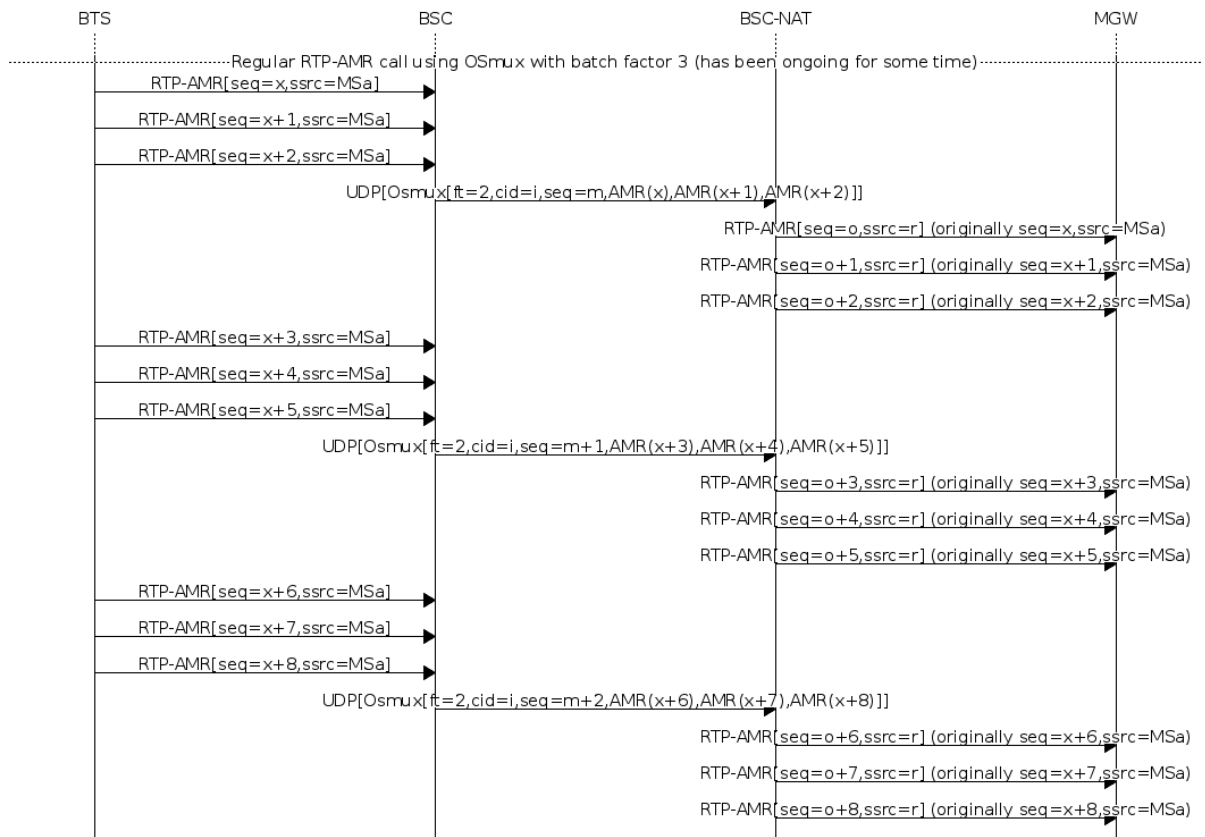 BTS BSC BSC-NAT MGW
Regular RTP-AMR call using OSmux with batch factor 3 (has been ongoing for some time)
RTP-AMR[seq=x,ssrc=MSa]
RTP-AMR[seq=x+1,ssrc=MSa]
RTP-AMR[seq=x+2,ssrc=MSa]
UDP[Osmux[ft=2,cid=i,seq=m,AMR(x),AMR(x+1),AMR(x+2)]]
RTP-AMR[seq=o,ssrc=r] (originally seq=x,ssrc=MSa)
RTP-AMR[seq=o+1,ssrc=r] (originally seq=x+1,ssrc=MSa)
RTP-AMR[seq=o+2,ssrc=r] (originally seq=x+2,ssrc=MSa)
RTP-AMR[seq=x+3,ssrc=MSa]
RTP-AMR[seq=x+4,ssrc=MSa]
RTP-AMR[seq=x+5,ssrc=MSa]
UDP[Osmux[ft=2,cid=i,seq=m+1,AMR(x+3),AMR(x+4),AMR(x+5)]]
RTP-AMR[seq=o+3,ssrc=r] (originally seq=x+3,ssrc=MSa)
RTP-AMR[seq=o+4,ssrc=r] (originally seq=x+4,ssrc=MSa)
RTP-AMR[seq=o+5,ssrc=r] (originally seq=x+5,ssrc=MSa)
RTP-AMR[seq=x+6,ssrc=MSa]
RTP-AMR[seq=x+7,ssrc=MSa]
RTP-AMR[seq=x+8,ssrc=MSa]
UDP[Osmux[ft=2,cid=i,seq=m+2,AMR(x+6),AMR(x+7),AMR(x+8)]]
RTP-AMR[seq=o+6,ssrc=r] (originally seq=x+6,ssrc=MSa)
RTP-AMR[seq=o+7,ssrc=r] (originally seq=x+7,ssrc=MSa)
RTP-AMR[seq=o+8,ssrc=r] (originally seq=x+8,ssrc=MSa)